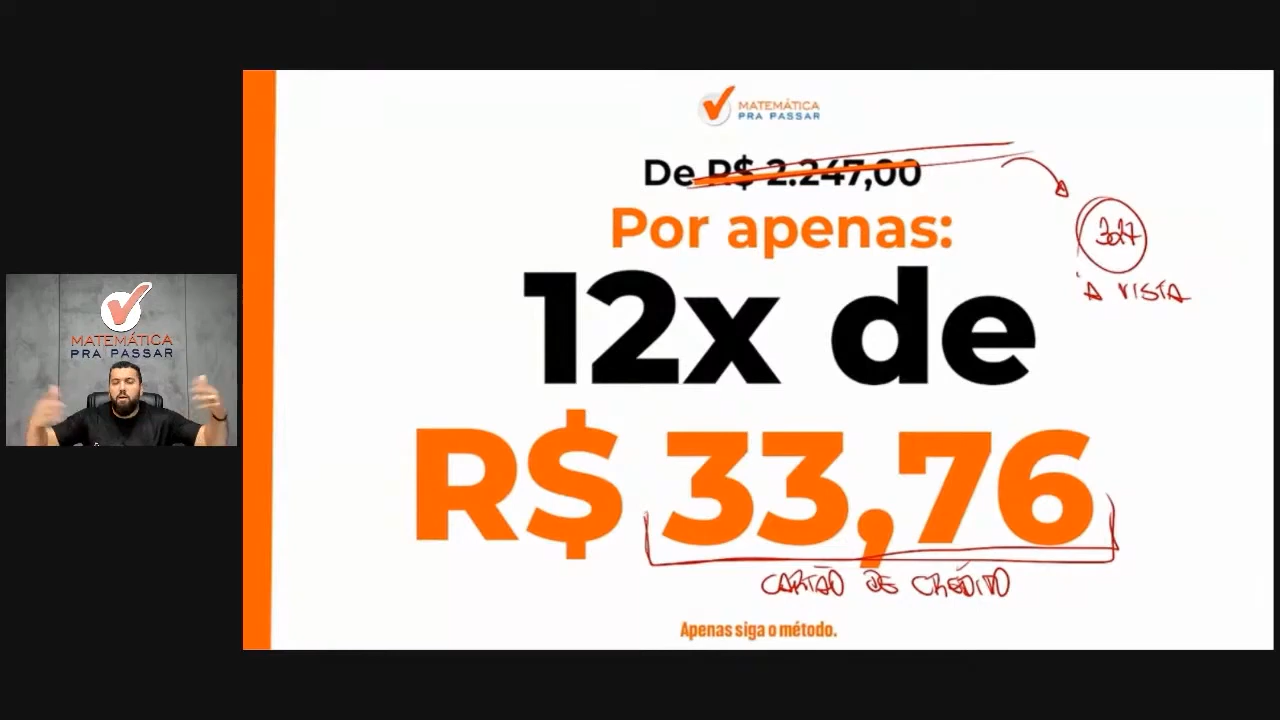 MATEMÁTICA
PRA PASSAR
De R$ 2.247,00
Por apenas:
12x de
R$ 33,76
À VISTA
CARTÃO DE CRÉDITO
Apenas siga o método.
MATEMÁTICA
PRA PASSAR